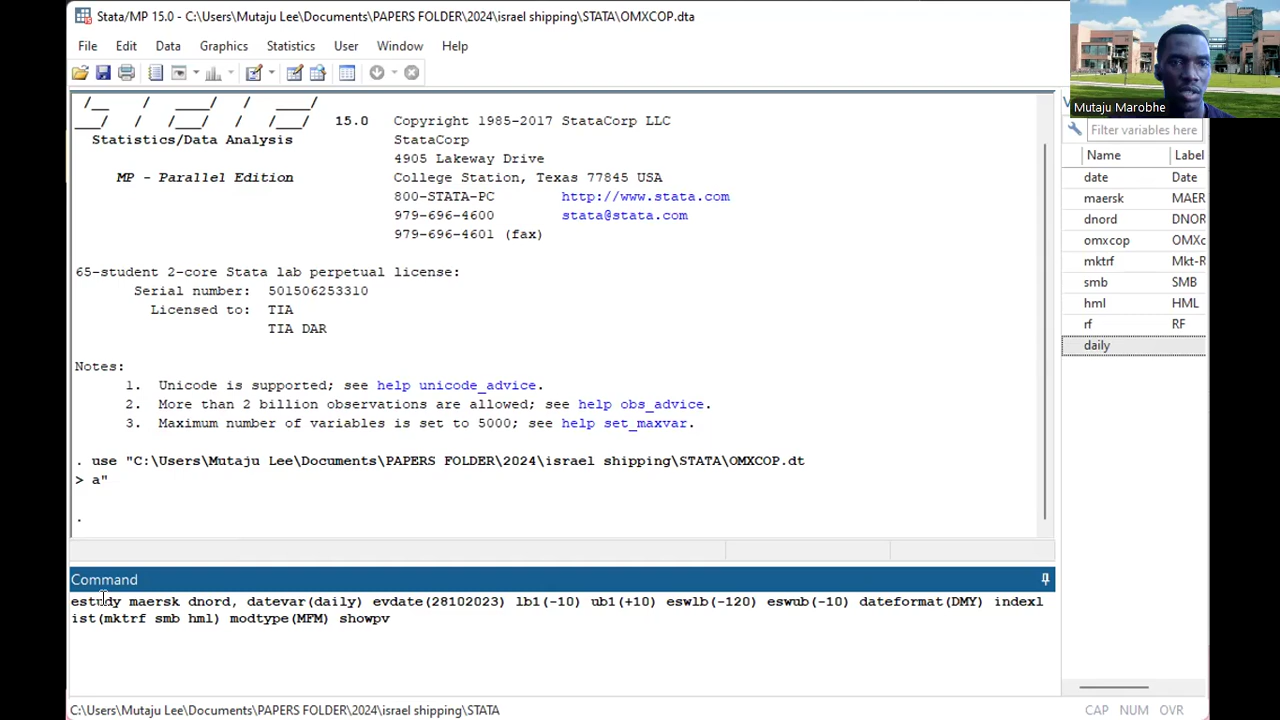 Stata/MP 15.0 - C:\Users\Mutaju Lee\Documents\PAPERS FOLDER\2024\israel shipping\STATA\OMXCOP.dta
File Edit Data Graphics Statistics User Window Help
Mutaju Marobhe
/__ / ____/ / ____/
___/ / /___/ / /___/ 15.0 Copyright 1985-2017 StataCorp LLC
Statistics/Data Analysis StataCorp
4905 Lakeway Drive
MP - Parallel Edition College Station, Texas 77845 USA
800-STATA-PC http://www.stata.com
979-696-4600 stata@stata.com
979-696-4601 (fax)
65-student 2-core Stata lab perpetual license:
Serial number: 501506253310
Licensed to: TIA
TIA DAR
Notes:
1. Unicode is supported; see help unicode_advice.
2. More than 2 billion observations are allowed; see help obs_advice.
3. Maximum number of variables is set to 5000; see help set_maxvar.
. use "C:\Users\Mutaju Lee\Documents\PAPERS FOLDER\2024\israel shipping\STATA\OMXCOP.dt
> a"
.
Filter variables here
Name Label
date Date
maersk MAER
dnord DNOR
omxcop OMXc
mktrf Mkt-R
smb SMB
hml HML
rf RF
daily
Command
estudy maersk dnord, datevar(daily) evdate(28102023) lb1(-10) ub1(+10) eswlb(-120) eswub(-10) dateformat(DMY) indexl
ist(mktrf smb hml) modtype(MFM) showpv
C:\Users\Mutaju Lee\Documents\PAPERS FOLDER\2024\israel shipping\STATA
CAP NUM OVR